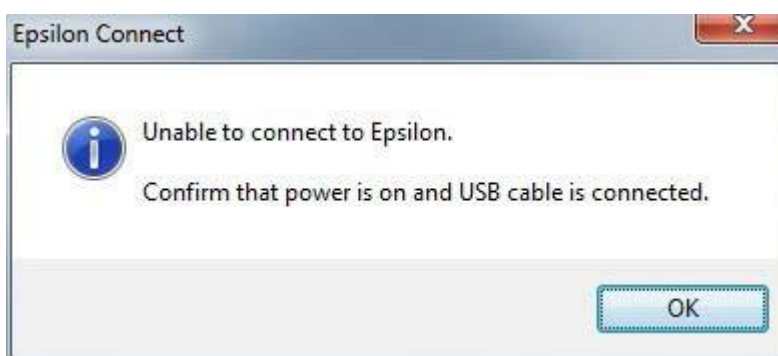 Epsilon Connect
Unable to connect to Epsilon.
Confirm that power is on and USB cable is connected.
OK